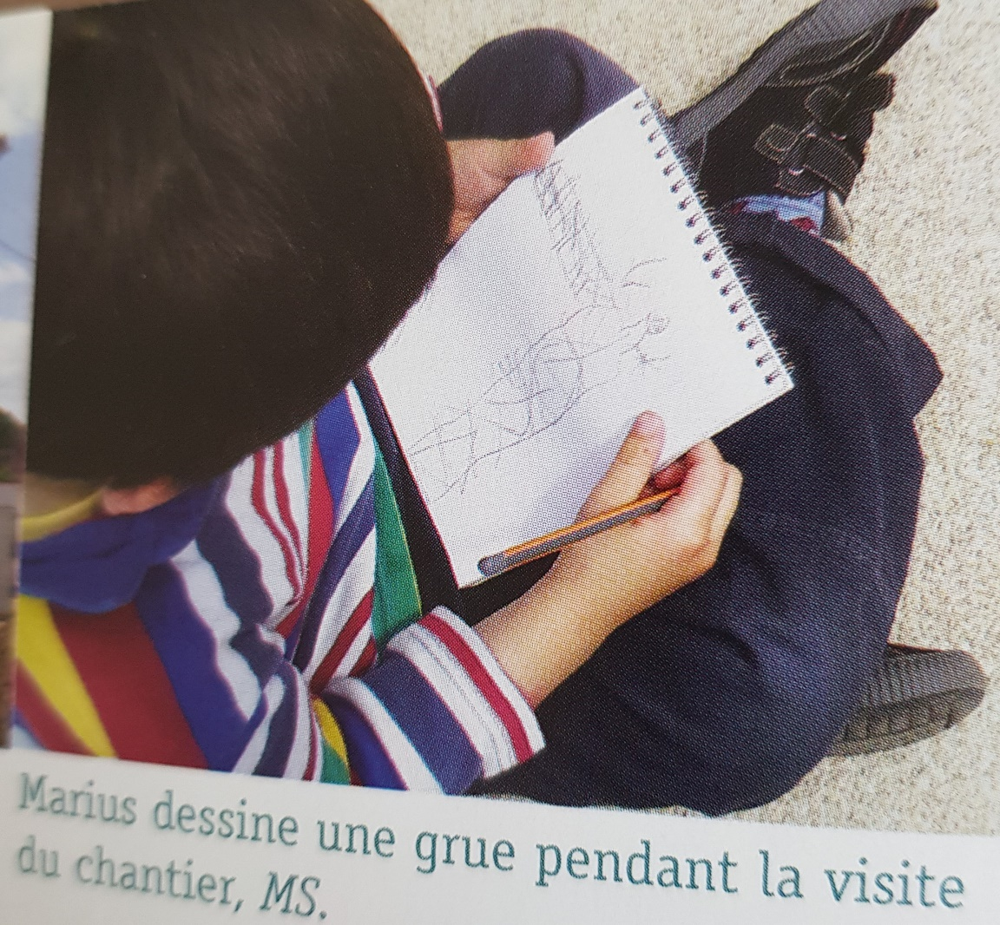 Marius dessine une grue pendant la visite
du chantier, MS.